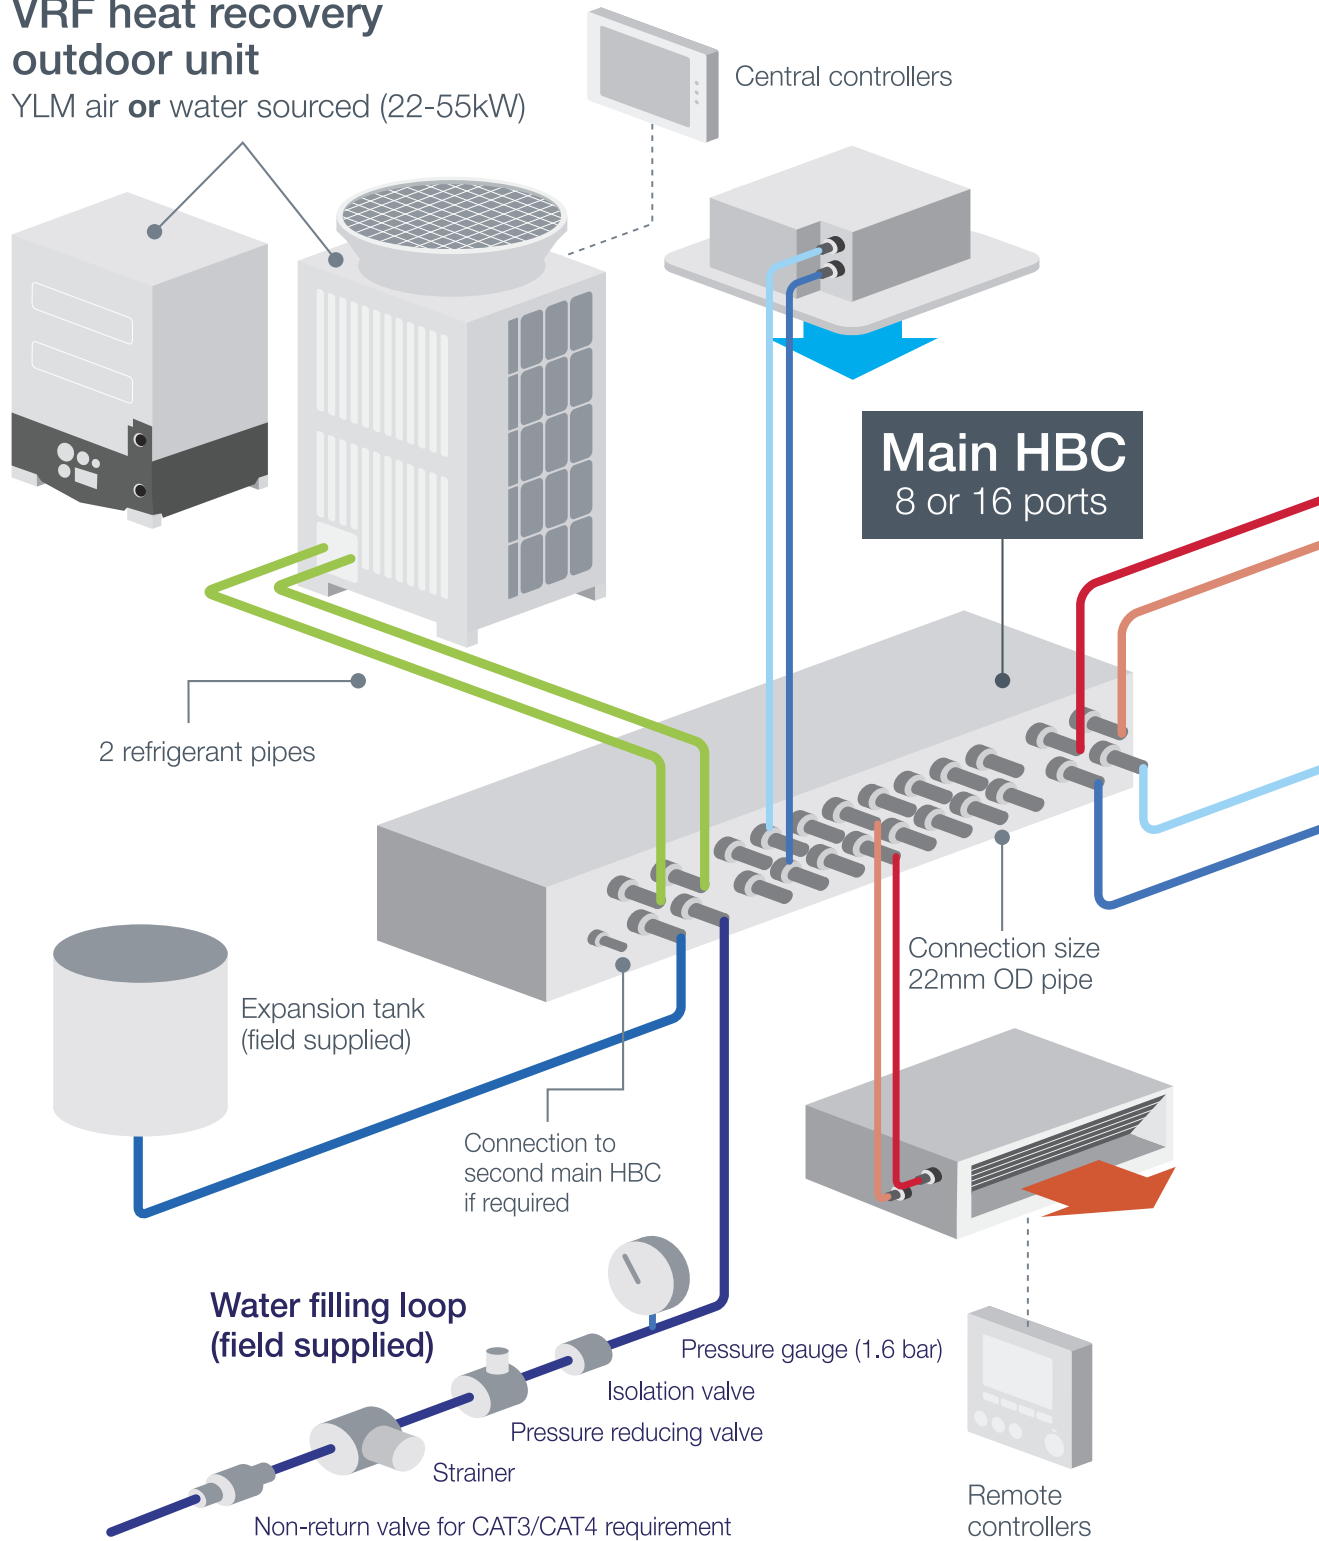 VRF heat recovery
outdoor unit
YLM air or water sourced (22-55kW)
Central controllers
Main HBC
8 or 16 ports
2 refrigerant pipes
Connection size
22mm OD pipe
Expansion tank
(field supplied)
Connection to
second main HBC
if required
Water filling loop
(field supplied)
Pressure gauge (1.6 bar)
Isolation valve
Pressure reducing valve
Strainer
Non-return valve for CAT3/CAT4 requirement
Remote
controllers